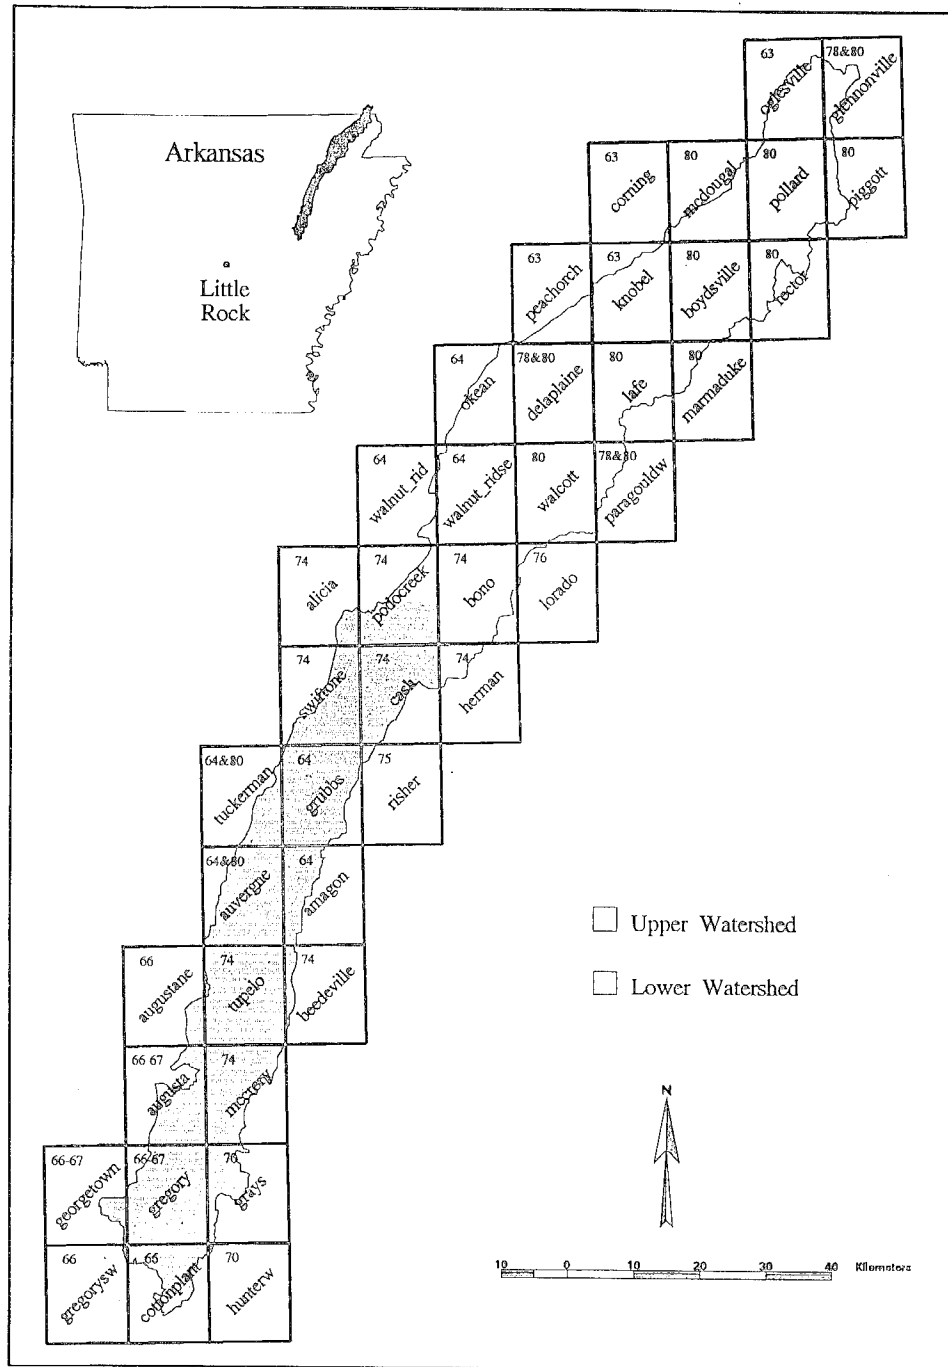 63
78&80
oglesville
glennonville
Arkansas
63
80
80
80
corning
mcdougal
pollard
piggott
63
63
80
80
peachorch
knobel
boydsville
rector
Little
Rock
64
78&80
80
80
okean
delaplaine
lafe
marmaduke
64
64
80
78&80
walnut_rid
walnut_ridse
walcott
paragouldw
74
74
74
76
alicia
podocreek
bono
lorado
74
74
74
swiftone
cash
herman
64&80
64
75
tuckerman
grubbs
risher
64&80
64
auvergne
amagon
Upper Watershed
66
74
74
augustane
tupelo
beedeville
Lower Watershed
66 67
74
augusta
mccrery
N
66-67
66-67
70
georgetown
gregory
grays
66
66
70
gregorysw
cottonplant
hunterw
10 0 10 20 30 40 Kilometers